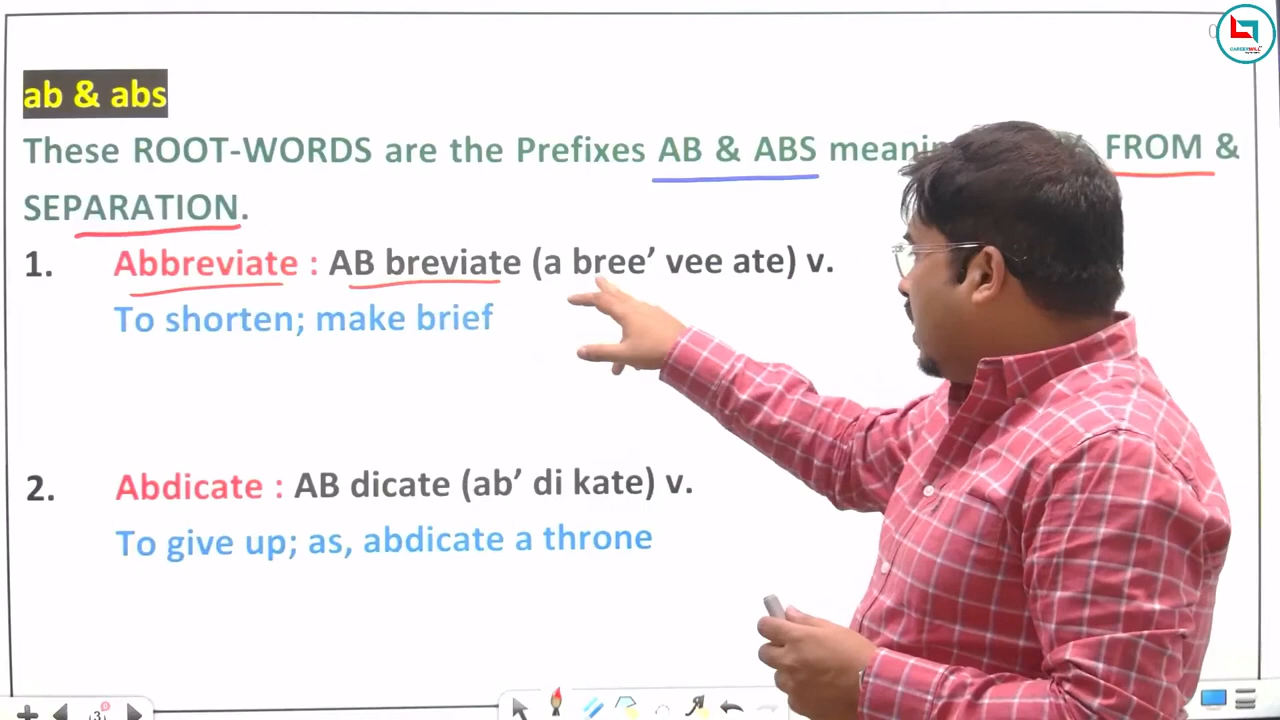 ab & abs
These ROOT-WORDS are the Prefixes AB & ABS FROM &
SEPARATION.
1. Abbreviate : AB breviate (a bree’ vee ate) v.
To shorten; make brief
2. Abdicate : AB dicate (ab’ di kate) v.
To give up; as, abdicate a throne
3